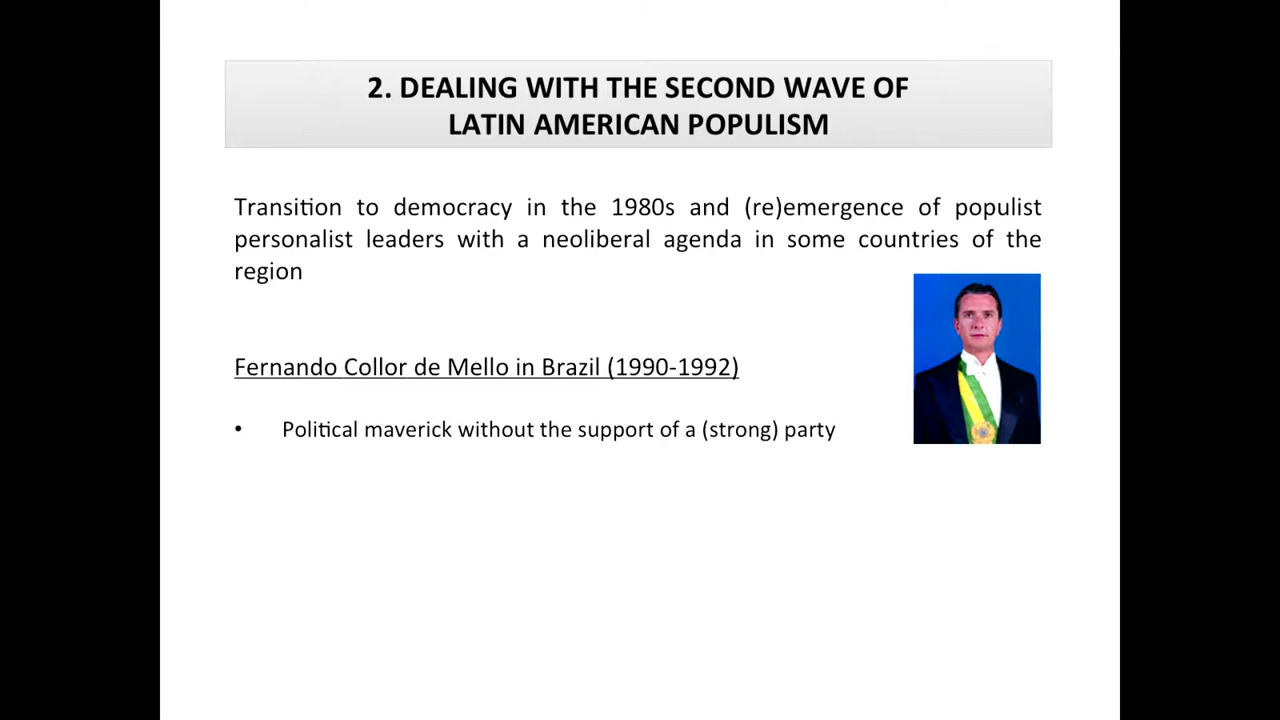 2. DEALING WITH THE SECOND WAVE OF
LATIN AMERICAN POPULISM
Transition to democracy in the 1980s and (re)emergence of populist
personalist leaders with a neoliberal agenda in some countries of the
region
Fernando Collor de Mello in Brazil (1990-1992)
• Political maverick without the support of a (strong) party